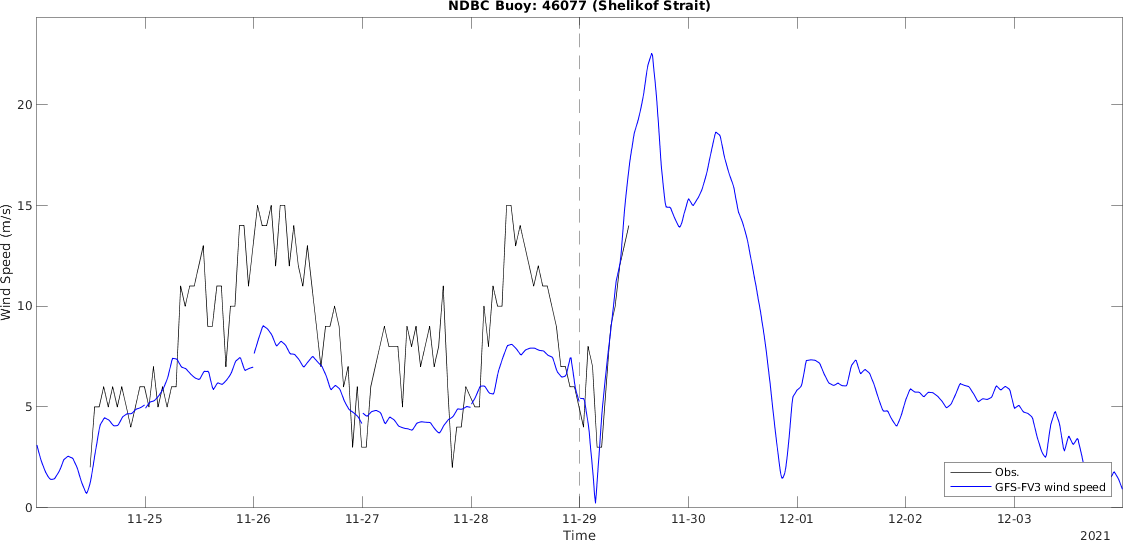 NDBC Buoy: 46077 (Shelikof Strait)
20
15
10
5
0
Wind Speed (m/s)
11-25 11-26 11-27 11-28 11-29 11-30 12-01 12-02 12-03
Time
2021
Obs.
GFS-FV3 wind speed